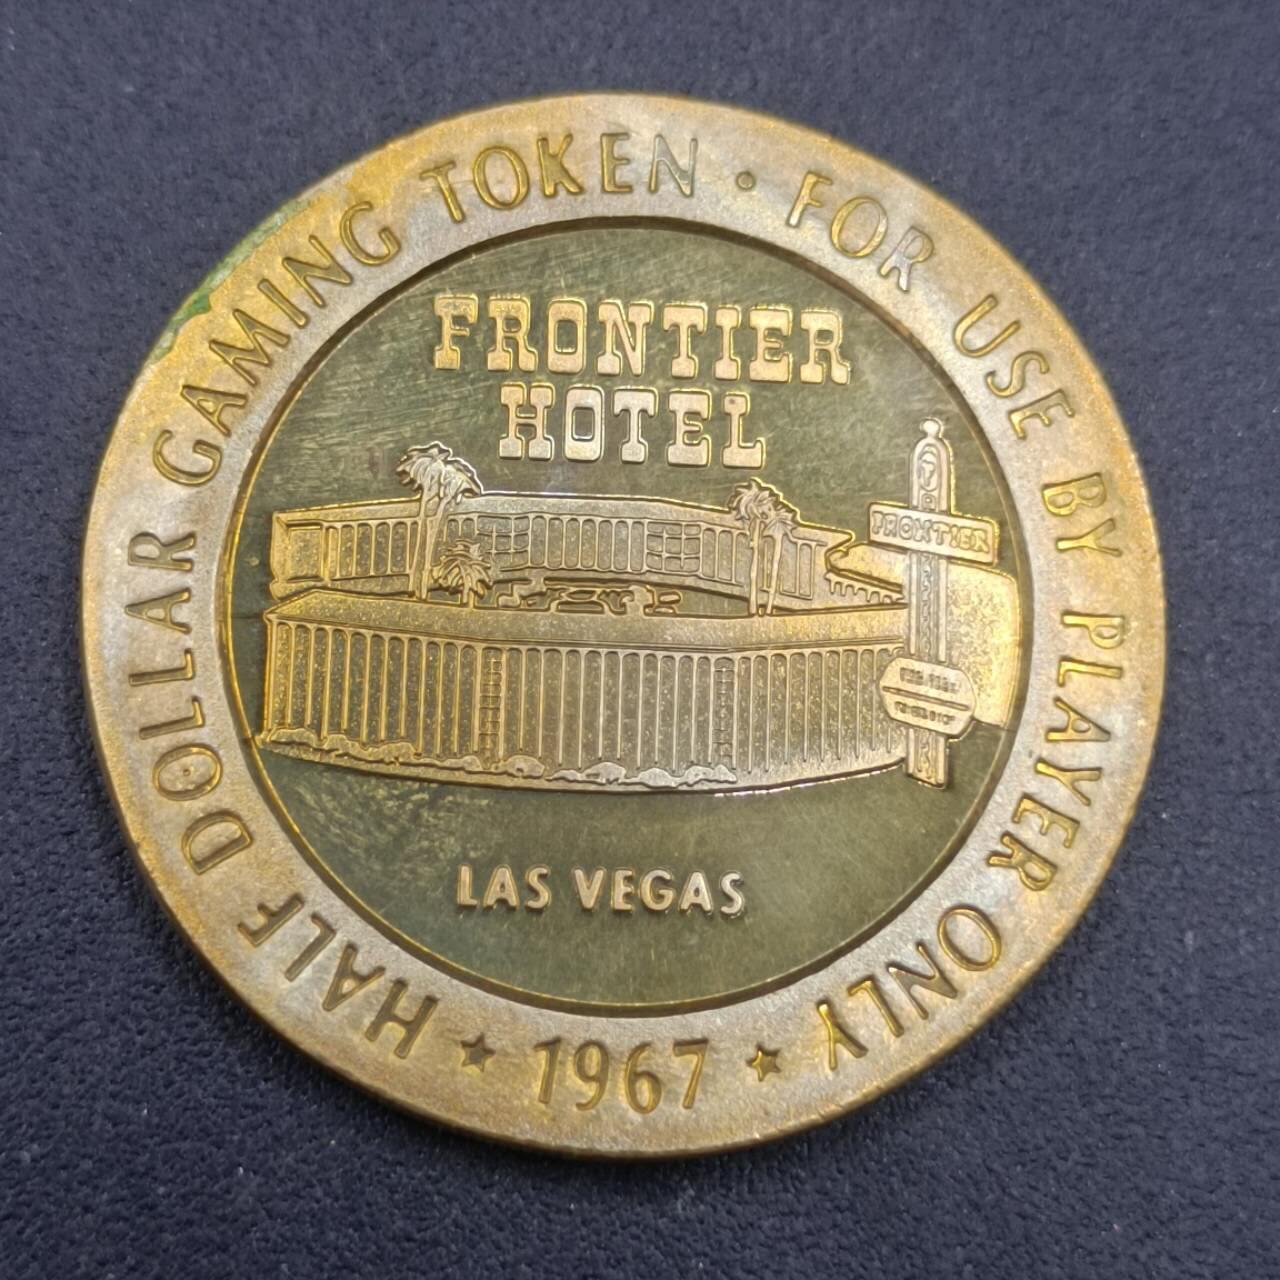 HALF DOLLAR GAMING TOKEN · FOR USE BY PLAYER ONLY
FRONTIER
HOTEL
FRONTIER
LAS VEGAS
★ 1967 ★